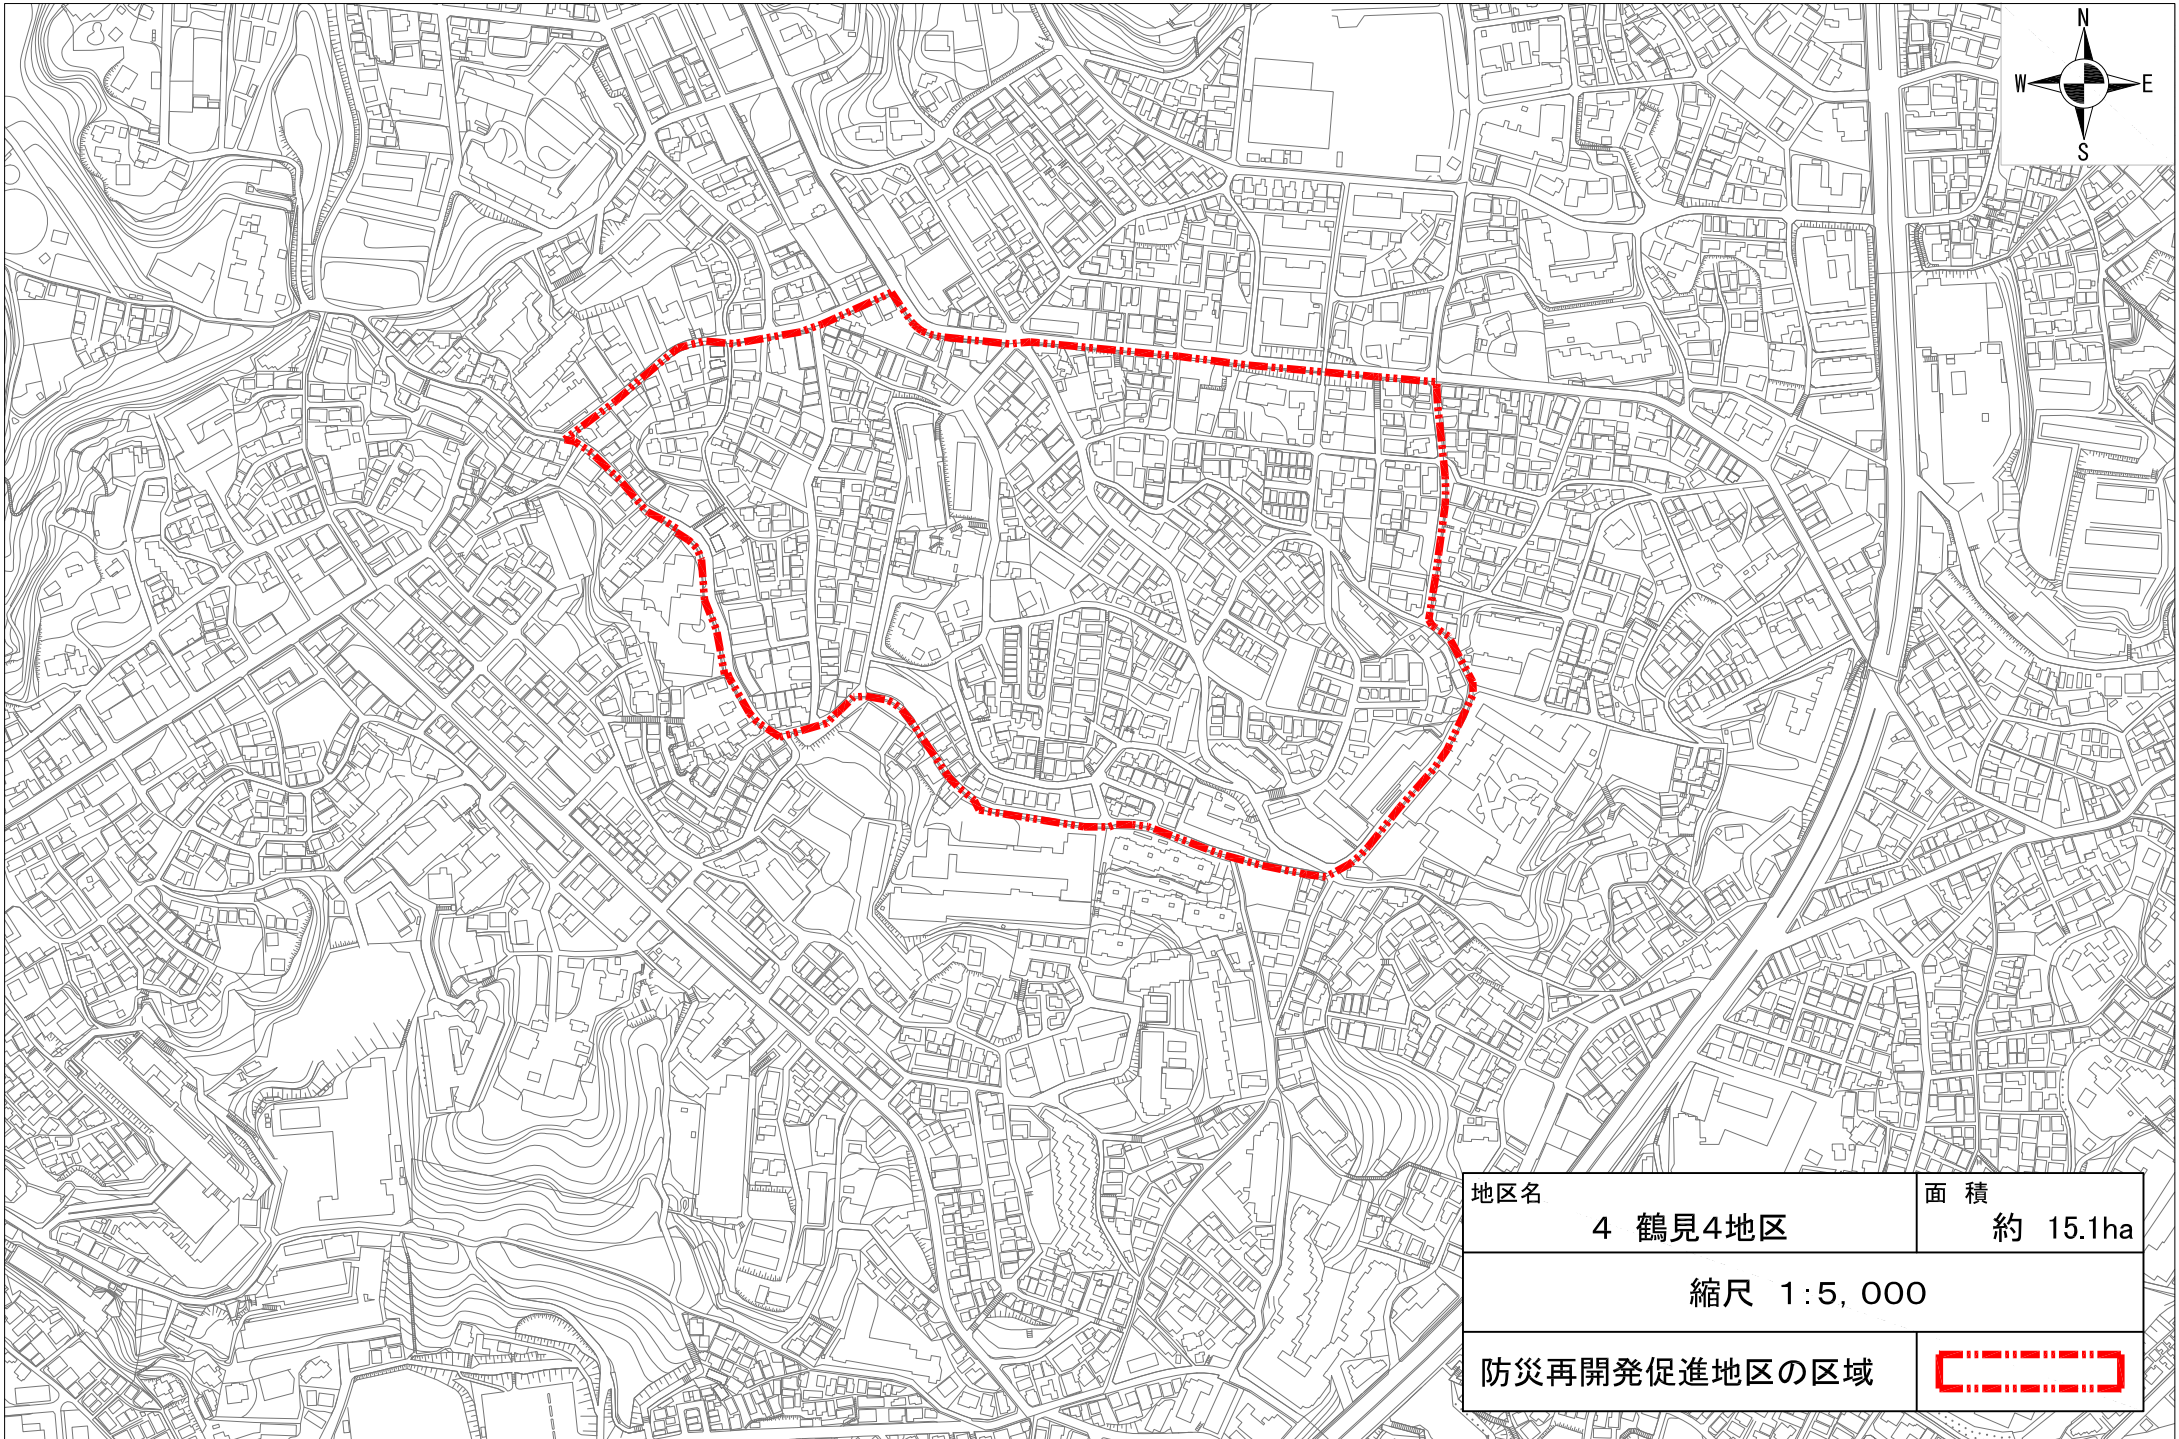 N
W E
S
地区名
4 鶴見4地区
面 積
約 15.1ha
縮尺 1:5,000
防災再開発促進地区の区域